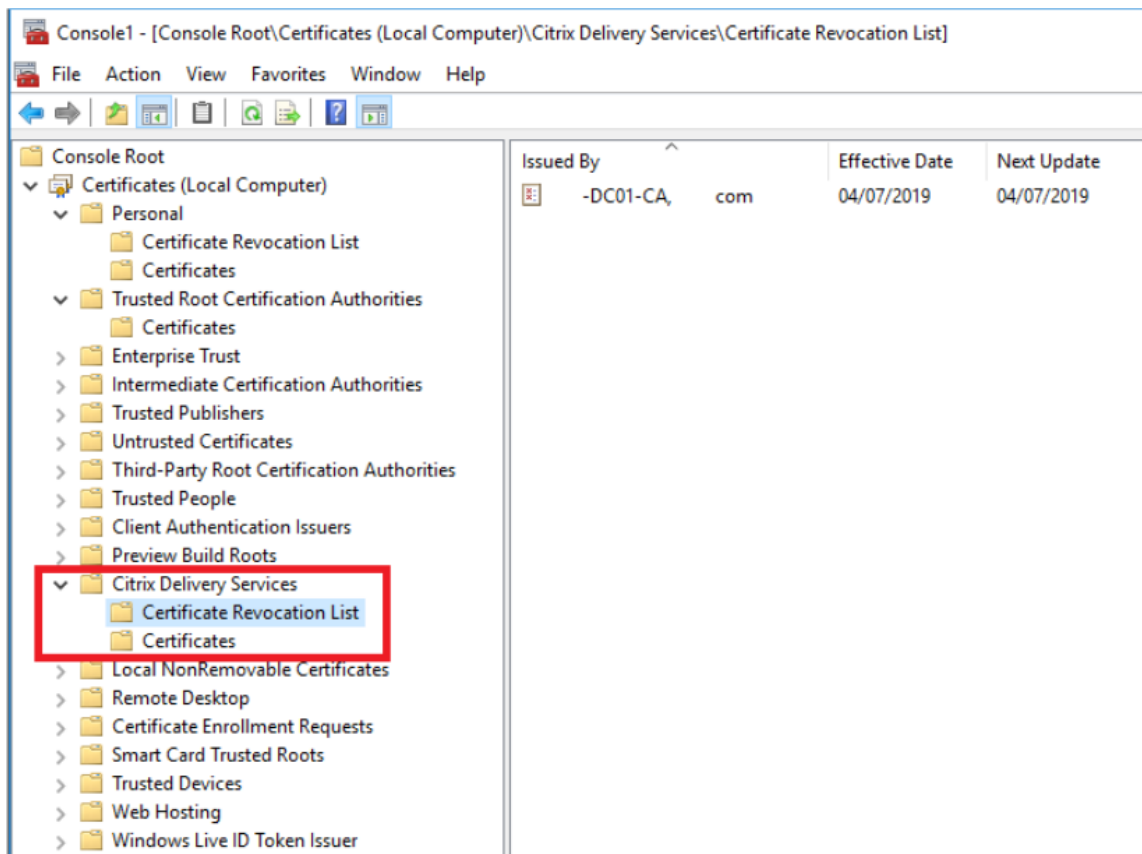 Console1 - [Console Root\Certificates (Local Computer)\Citrix Delivery Services\Certificate Revocation List]
File Action View Favorites Window Help
Console Root
Certificates (Local Computer)
Personal
Certificate Revocation List
Certificates
Trusted Root Certification Authorities
Certificates
Enterprise Trust
Intermediate Certification Authorities
Trusted Publishers
Untrusted Certificates
Third-Party Root Certification Authorities
Trusted People
Client Authentication Issuers
Preview Build Roots
Citrix Delivery Services
Certificate Revocation List
Certificates
Local NonRemovable Certificates
Remote Desktop
Certificate Enrollment Requests
Smart Card Trusted Roots
Trusted Devices
Web Hosting
Windows Live ID Token Issuer
Issued By Effective Date Next Update
-DC01-CA, com 04/07/2019 04/07/2019